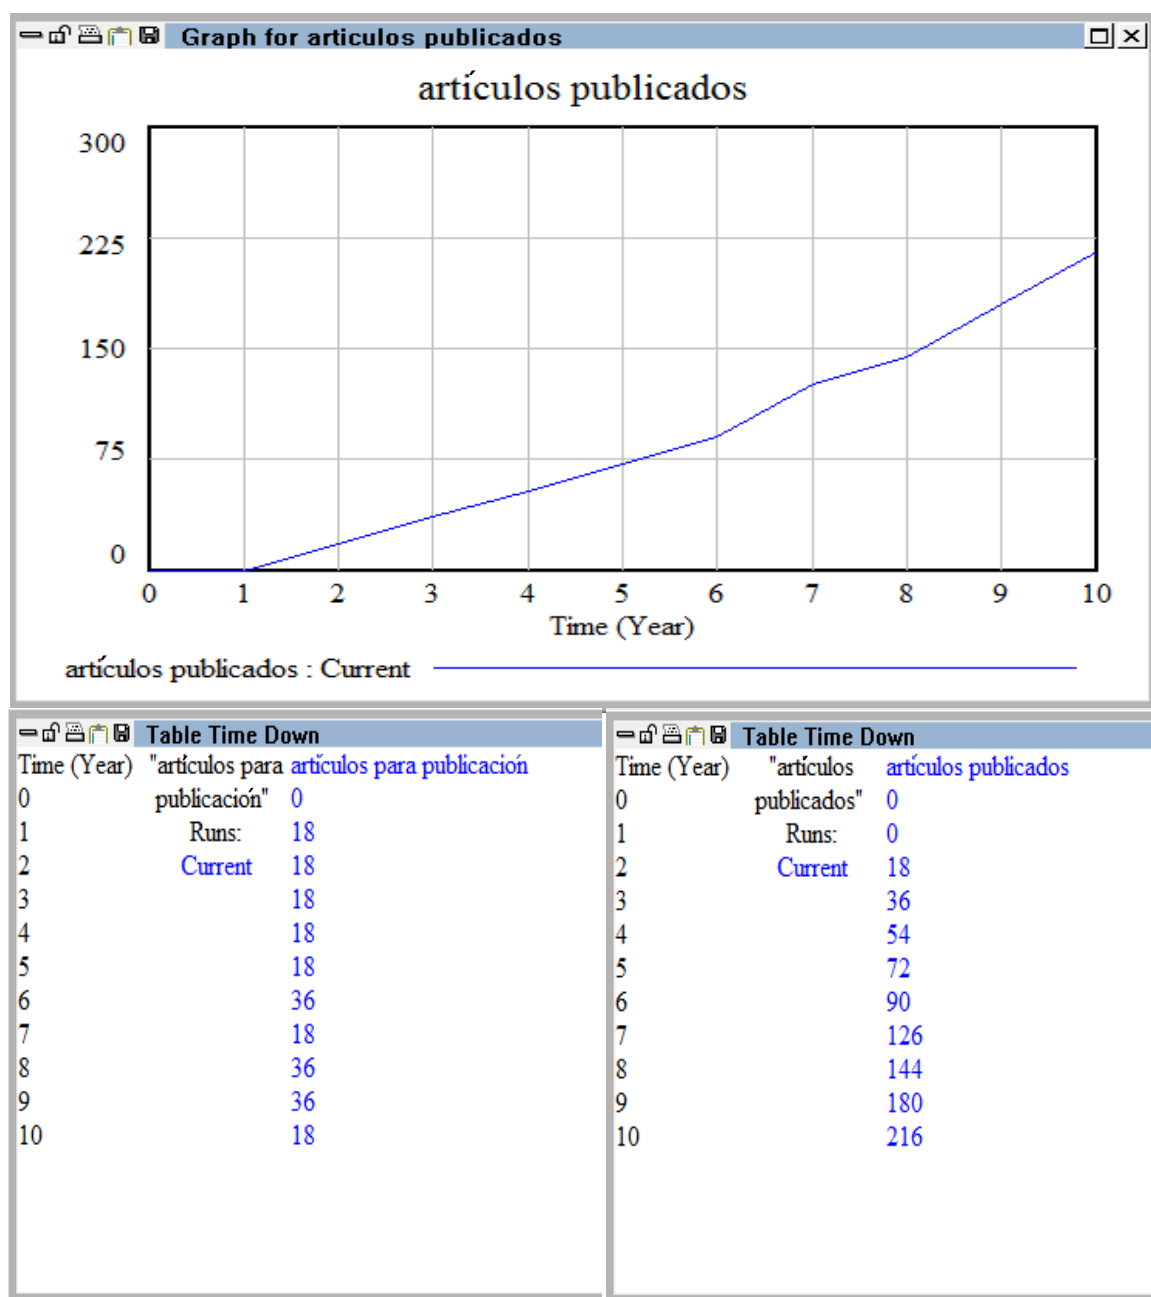 Graph for articulos publicados
artículos publicados
300
225
150
75
0
0 1 2 3 4 5 6 7 8 9 10
Time (Year)
artículos publicados : Current
Table Time Down
Time (Year) "artículos para artículos para publicación
0 publicación" 0
1 Runs: 18
2 Current 18
3 18
4 18
5 18
6 36
7 18
8 36
9 36
10 18
Table Time Down
Time (Year) "artículos artículos publicados
0 publicados" 0
1 Runs: 0
2 Current 18
3 36
4 54
5 72
6 90
7 126
8 144
9 180
10 216